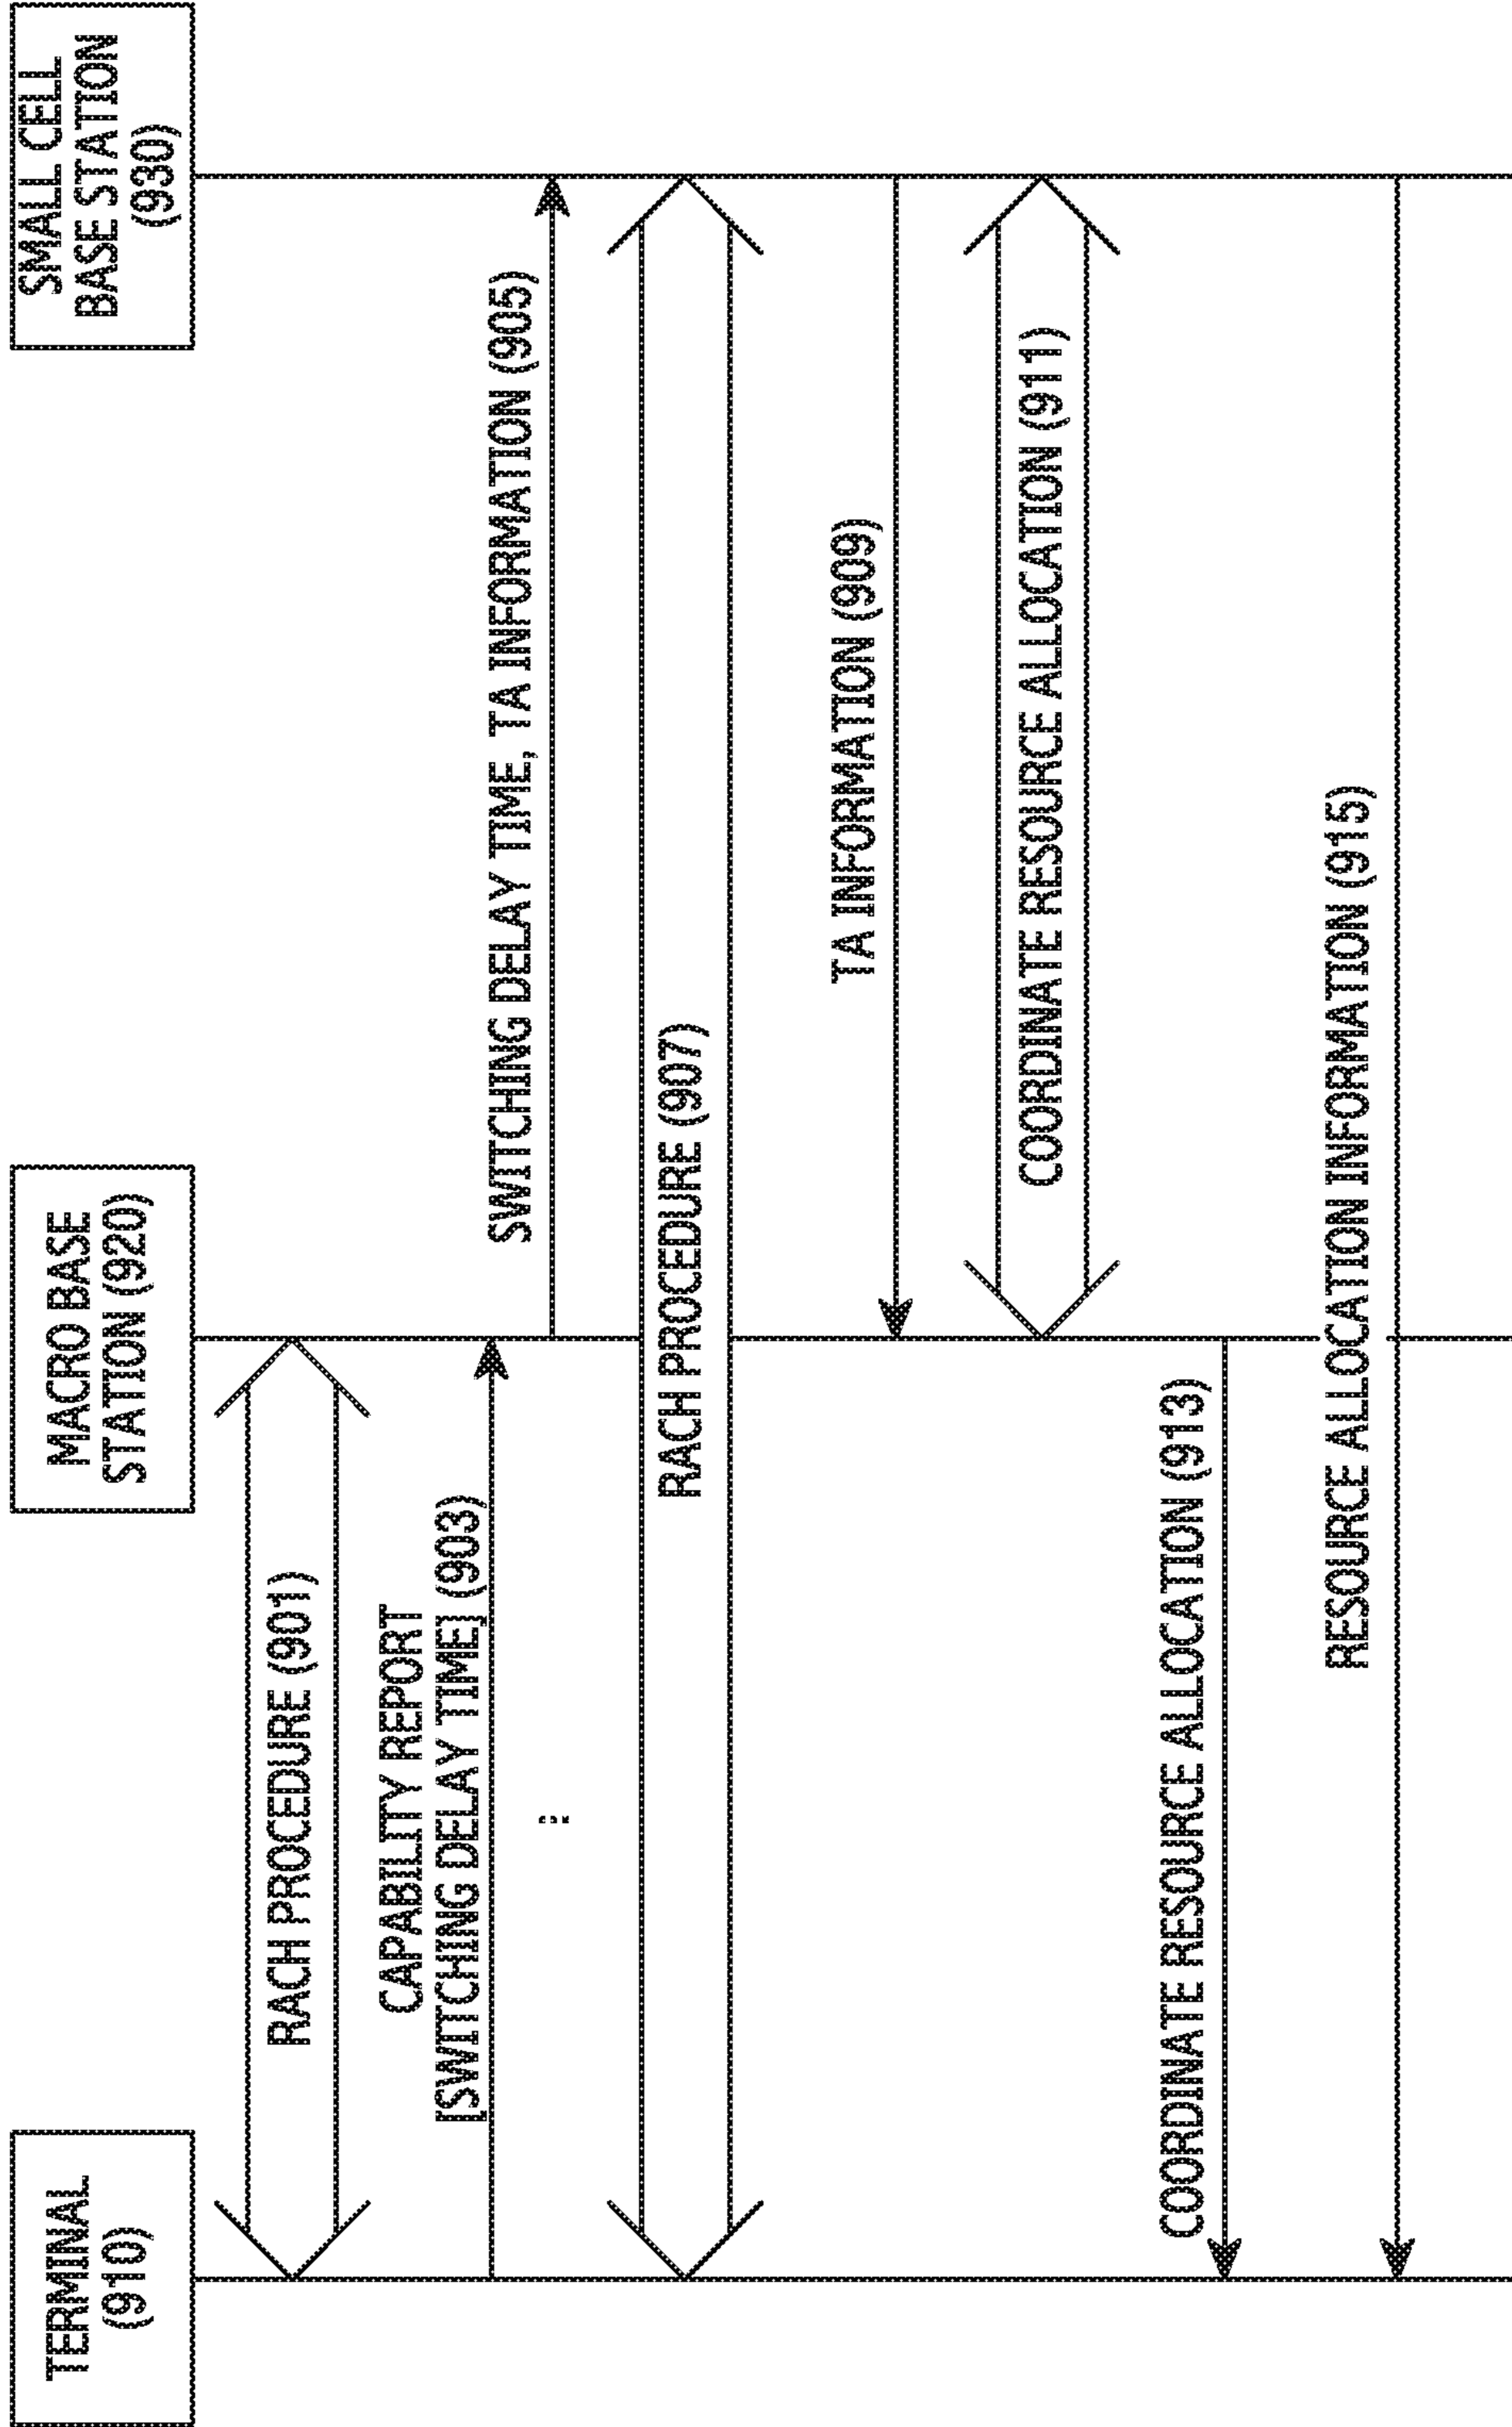 TERMINAL
(910)
MACRO BASE
STATION (920)
SMALL CELL
BASE STATION
(930)
RACH PROCEDURE (901)
CAPABILITY REPORT
[SWITCHING DELAY TIME] (903)
SWITCHING DELAY TIME, TA INFORMATION (905)
...
RACH PROCEDURE (907)
TA INFORMATION (909)
COORDINATE RESOURCE ALLOCATION (911)
COORDINATE RESOURCE ALLOCATION (913)
RESOURCE ALLOCATION INFORMATION (915)